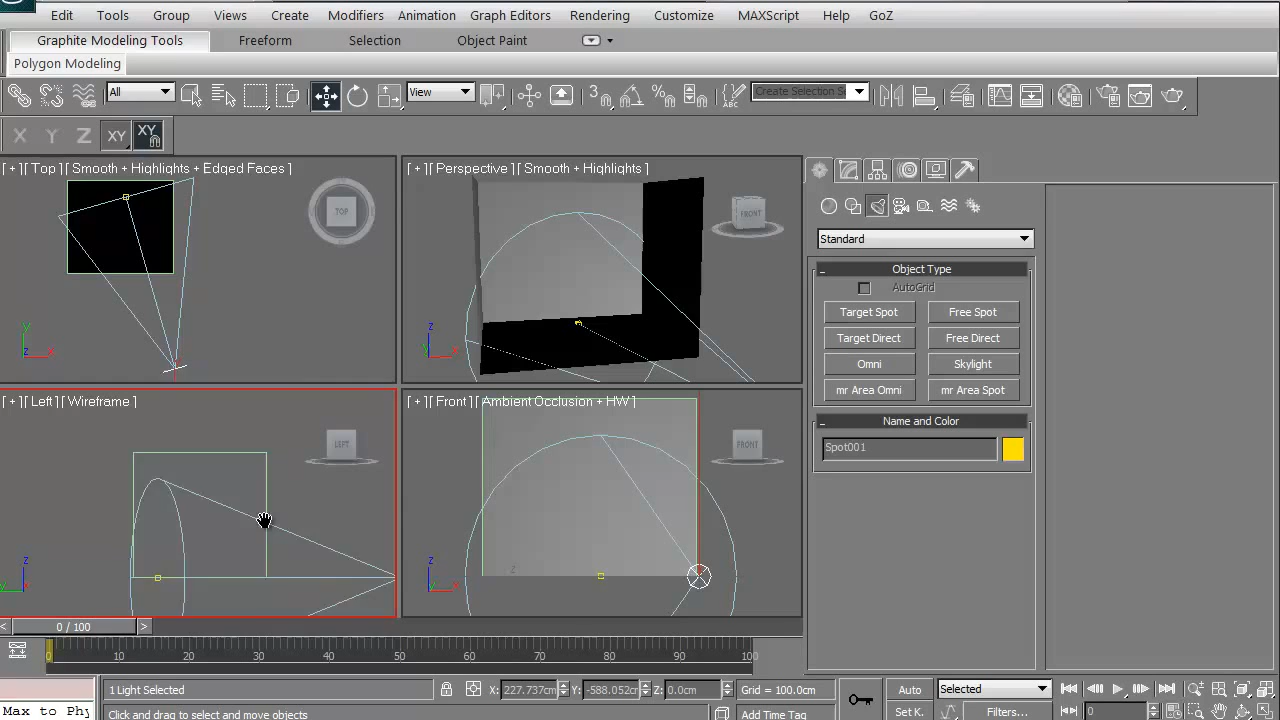 Edit Tools Group Views Create Modifiers Animation Graph Editors Rendering Customize MAXScript Help GoZ
Graphite Modeling Tools Freeform Selection Object Paint
Polygon Modeling
All View Create Selection Se
X Y Z XY XY
[ + ][ Top ][ Smooth + Highlights + Edged Faces ]
TOP
[ + ][ Perspective ][ Smooth + Highlights ]
FRONT
Standard
Object Type
AutoGrid
Target Spot Free Spot
Target Direct Free Direct
Omni Skylight
mr Area Omni mr Area Spot
Name and Color
Spot001
[ + ][ Left ][ Wireframe ]
LEFT
[ + ][ Front ][ Ambient Occlusion + HW ]
FRONT
0 / 100
0 10 20 30 40 50 60 70 80 90 100
1 Light Selected X: 227.737cm Y: -588.052cm Z: 0.0cm Grid = 100.0cm Auto Selected
Max to Phy Click and drag to select and move objects Add Time Tag Set K. Filters... 0